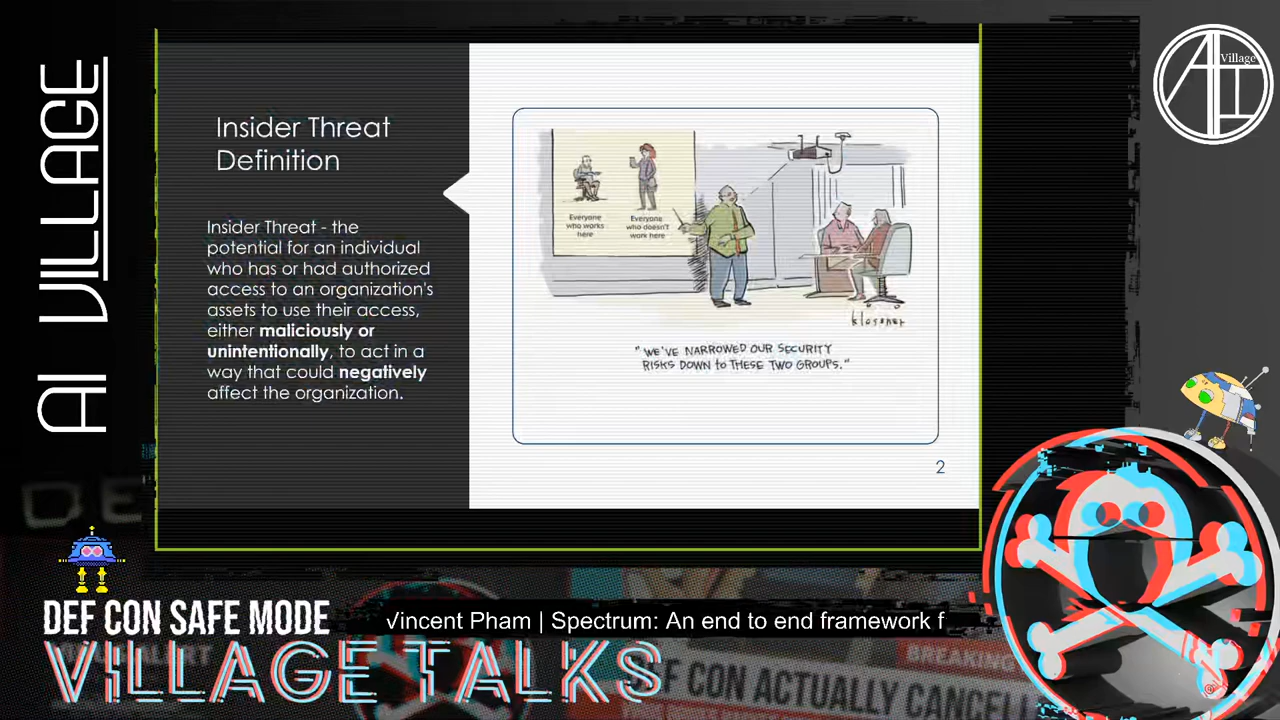 AI VILLAGE
AI
Village
Insider Threat
Definition
Insider Threat - the
potential for an individual
who has or had authorized
access to an organization's
assets to use their access,
either maliciously or
unintentionally, to act in a
way that could negatively
affect the organization.
Everyone
who works
here
Everyone
who doesn't
work here
klossner
"WE'VE NARROWED OUR SECURITY
RISKS DOWN to THESE TWO GROUPS."
2
DE
DEF CON SAFE MODE
VILLAGE TALKS
Vincent Pham | Spectrum: An end to end framework f
BREAKING
DEF CON ACTUALLY CANCELL